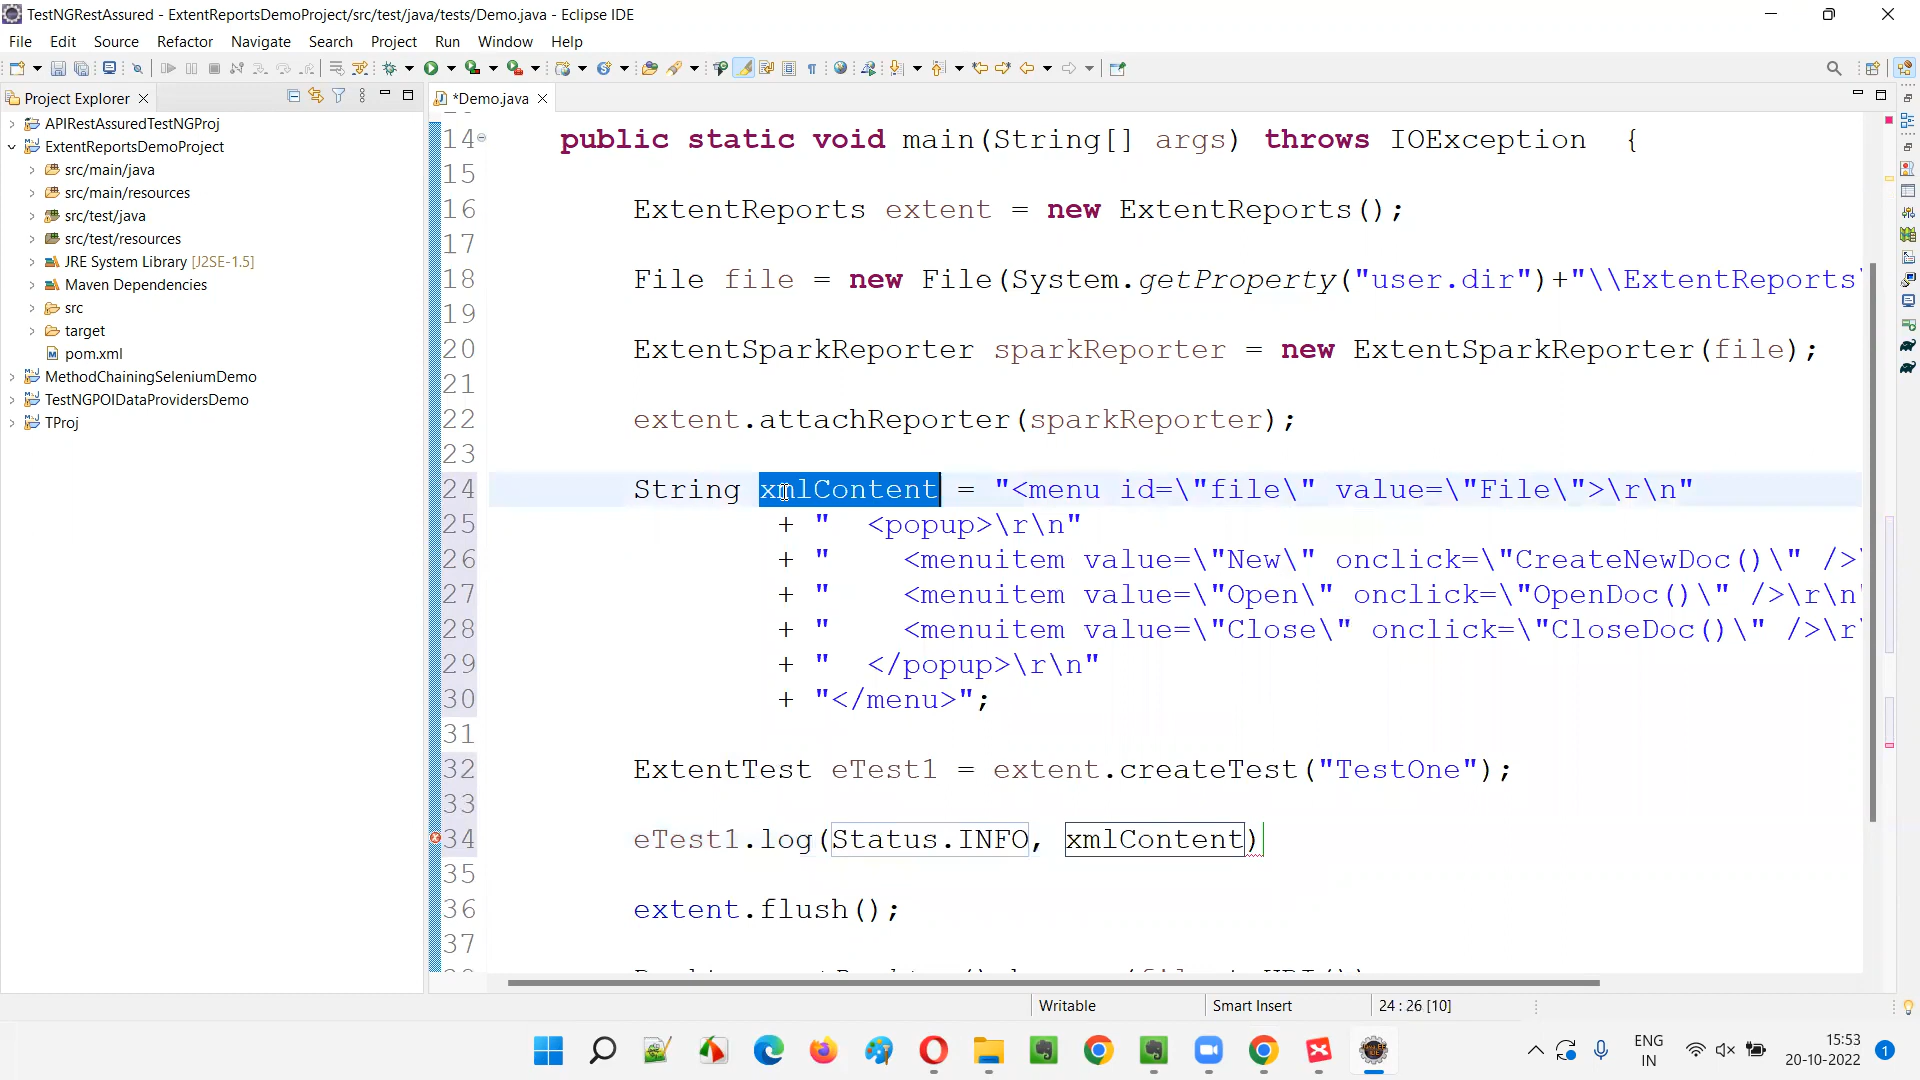 TestNGRestAssured - ExtentReportsDemoProject/src/test/java/tests/Demo.java - Eclipse IDE
File Edit Source Refactor Navigate Search Project Run Window Help
Project Explorer
*Demo.java
APIRestAssuredTestNGProj
ExtentReportsDemoProject
src/main/java
src/main/resources
src/test/java
src/test/resources
JRE System Library [J2SE-1.5]
Maven Dependencies
src
target
pom.xml
MethodChainingSeleniumDemo
TestNGPOIDataProvidersDemo
TProj
14 public static void main(String[] args) throws IOException {
15
16 ExtentReports extent = new ExtentReports();
17
18 File file = new File(System.getProperty("user.dir")+"\\ExtentReports
19
20 ExtentSparkReporter sparkReporter = new ExtentSparkReporter(file);
21
22 extent.attachReporter(sparkReporter);
23
24 String xmlContent = "<menu id=\"file\" value=\"File\">\r\n"
25 + "  <popup>\r\n"
26 + "    <menuitem value=\"New\" onclick=\"CreateNewDoc()\" />
27 + "    <menuitem value=\"Open\" onclick=\"OpenDoc()\" />\r\n
28 + "    <menuitem value=\"Close\" onclick=\"CloseDoc()\" />\r
29 + "  </popup>\r\n"
30 + "</menu>";
31
32 ExtentTest eTest1 = extent.createTest("TestOne");
33
34 eTest1.log(Status.INFO, xmlContent)
35
36 extent.flush();
37
Writable Smart Insert 24 : 26 [10]
ENG
IN
15:53
20-10-2022
1